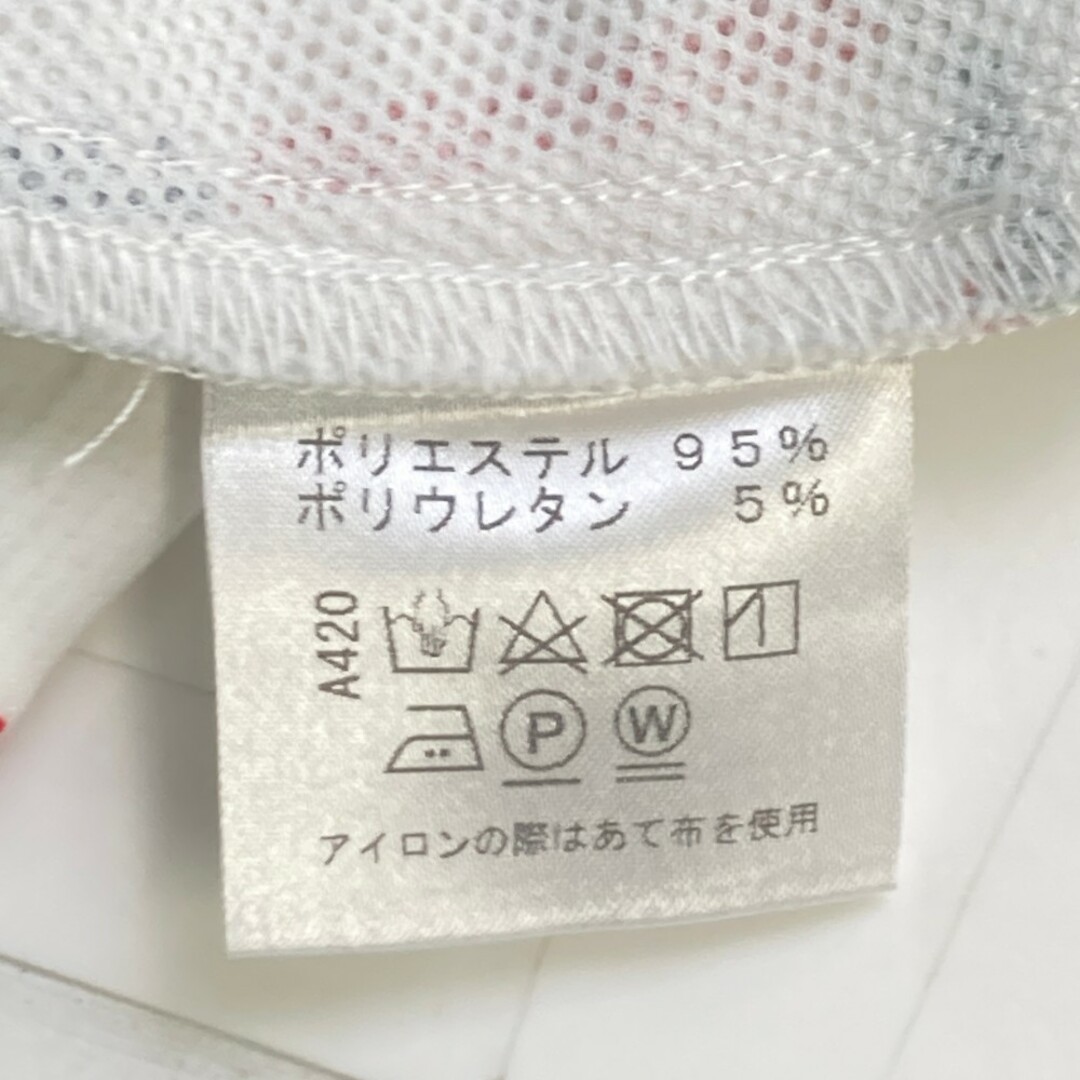 ポリエステル 95%
ポリウレタン 5%
A420
P W
アイロンの際はあて布を使用